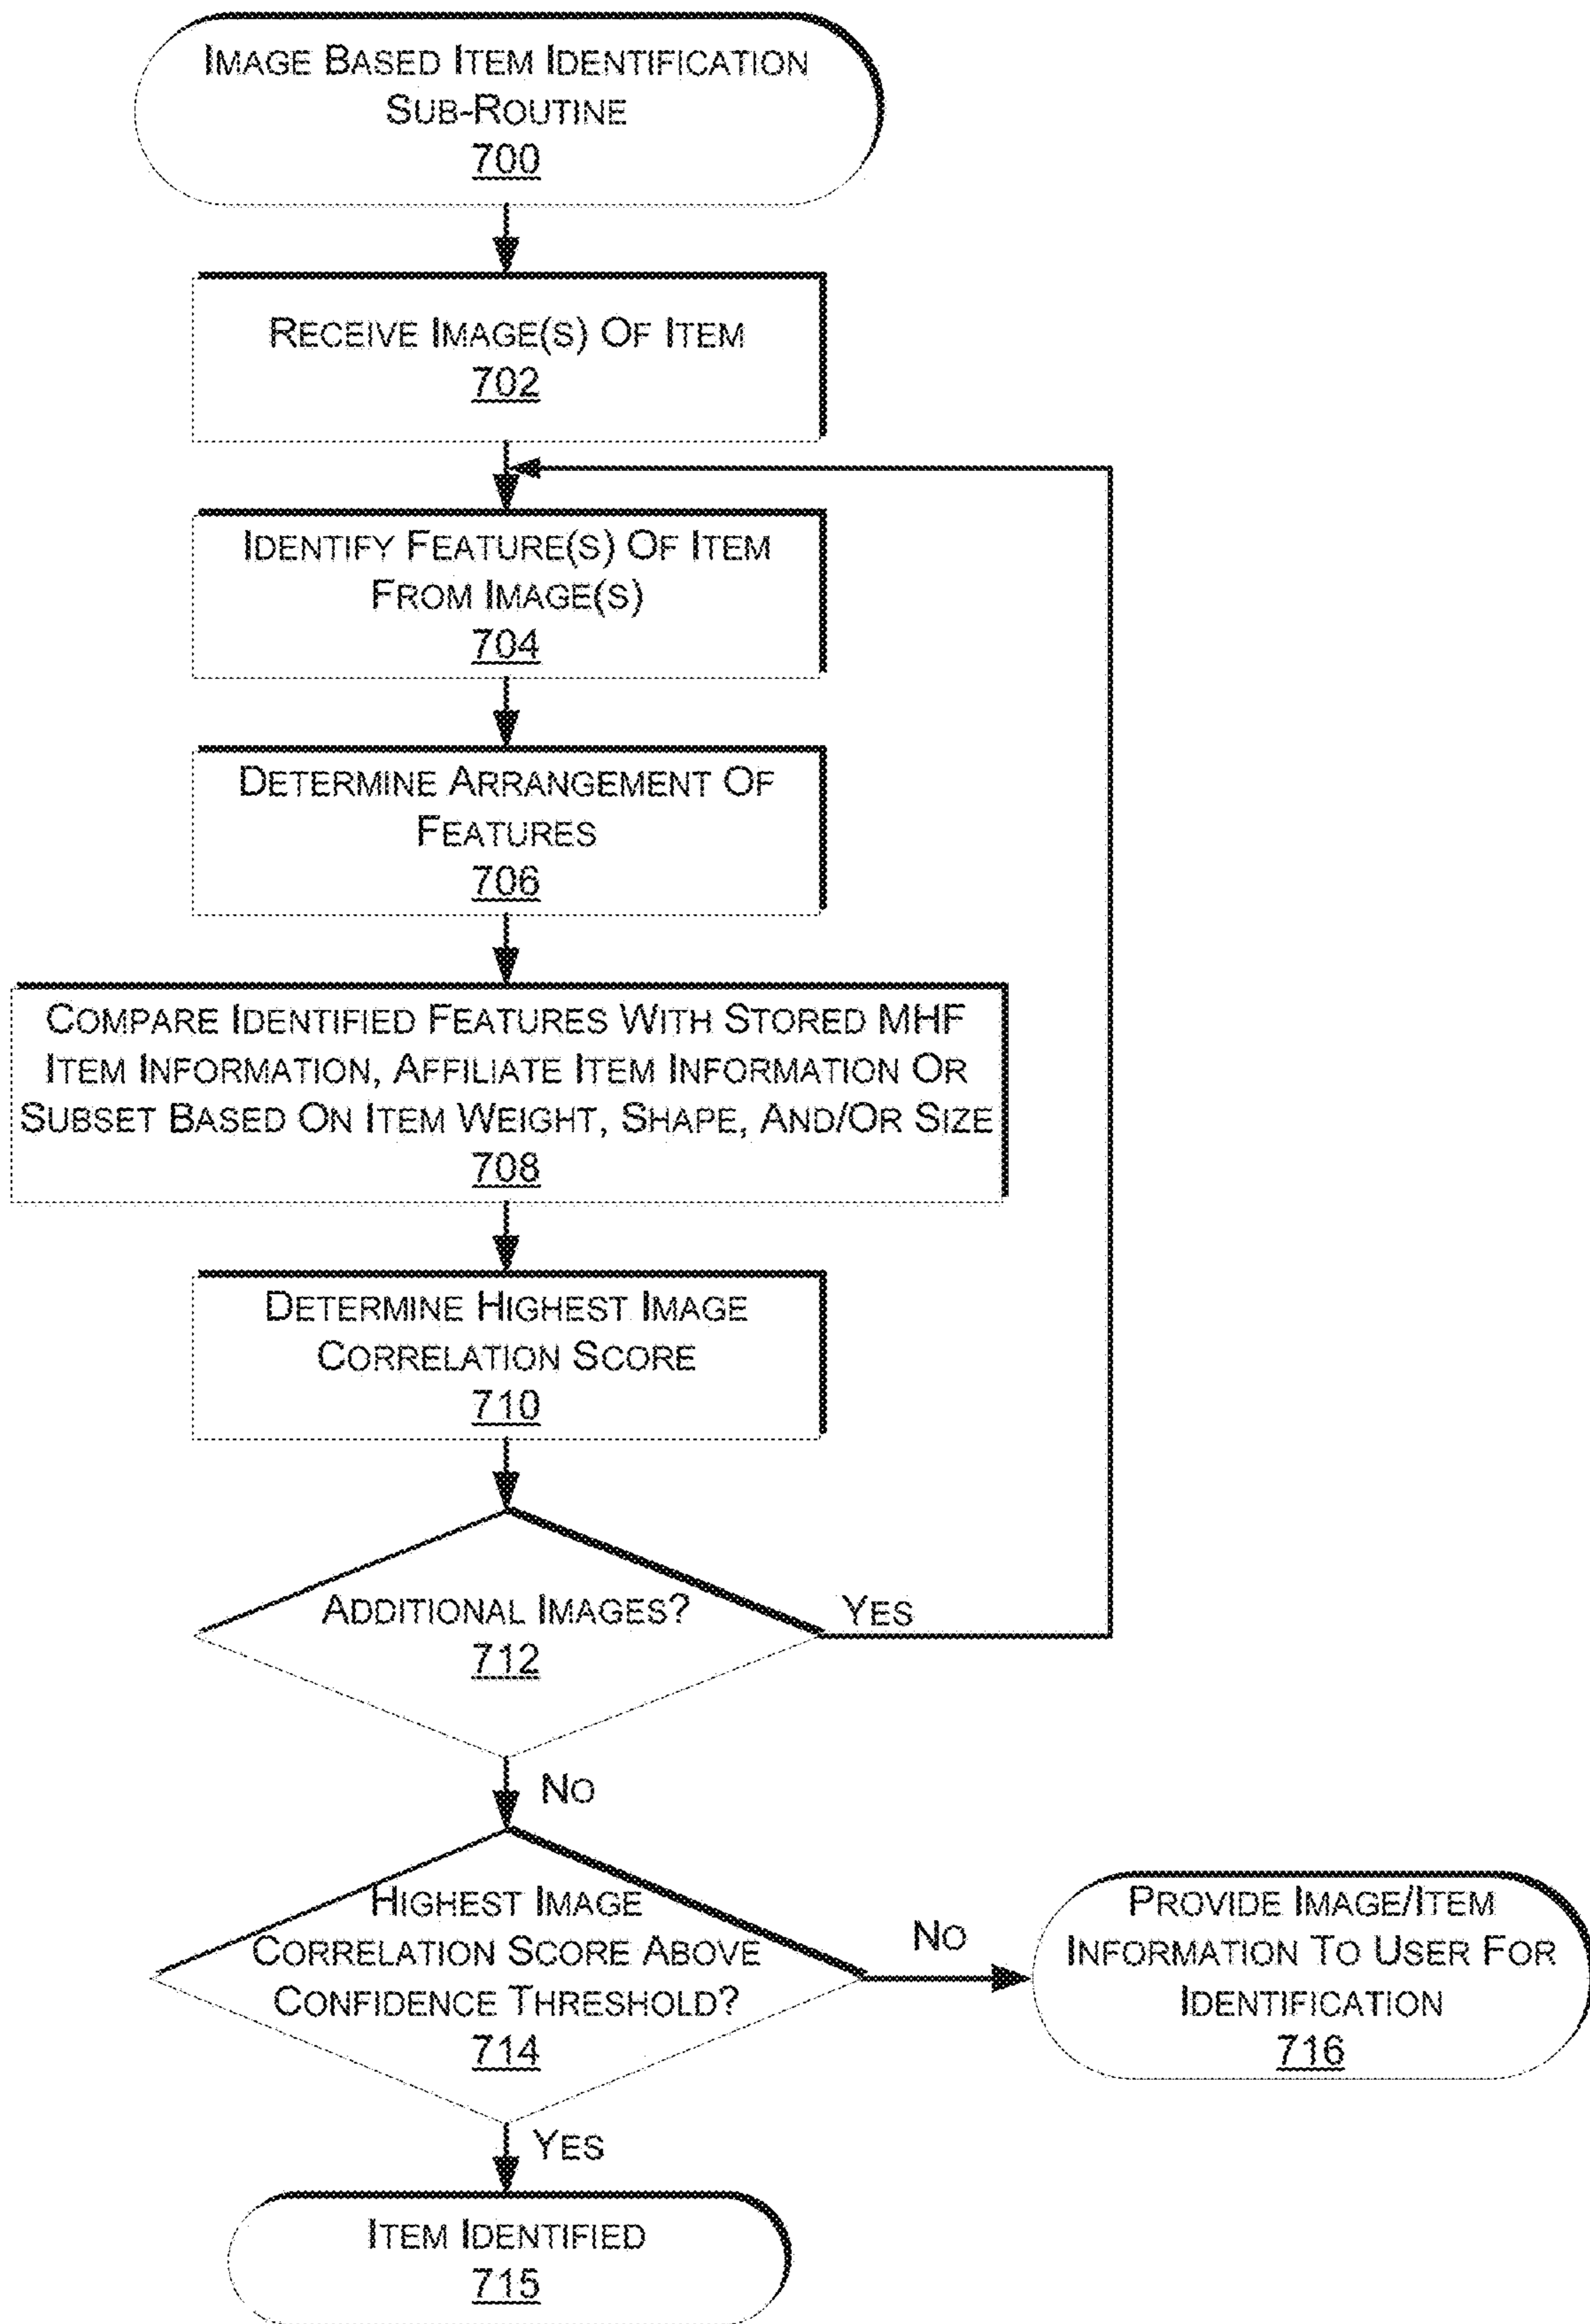 IMAGE BASED ITEM IDENTIFICATION
SUB-ROUTINE
700
RECEIVE IMAGE(S) OF ITEM
702
IDENTIFY FEATURE(S) OF ITEM
FROM IMAGE(S)
704
DETERMINE ARRANGEMENT OF
FEATURES
706
COMPARE IDENTIFIED FEATURES WITH STORED MHF
ITEM INFORMATION, AFFILIATE ITEM INFORMATION OR
SUBSET BASED ON ITEM WEIGHT, SHAPE, AND/OR SIZE
708
DETERMINE HIGHEST IMAGE
CORRELATION SCORE
710
ADDITIONAL IMAGES?
712
YES
NO
HIGHEST IMAGE
CORRELATION SCORE ABOVE
CONFIDENCE THRESHOLD?
714
NO
PROVIDE IMAGE/ITEM
INFORMATION TO USER FOR
IDENTIFICATION
716
YES
ITEM IDENTIFIED
715